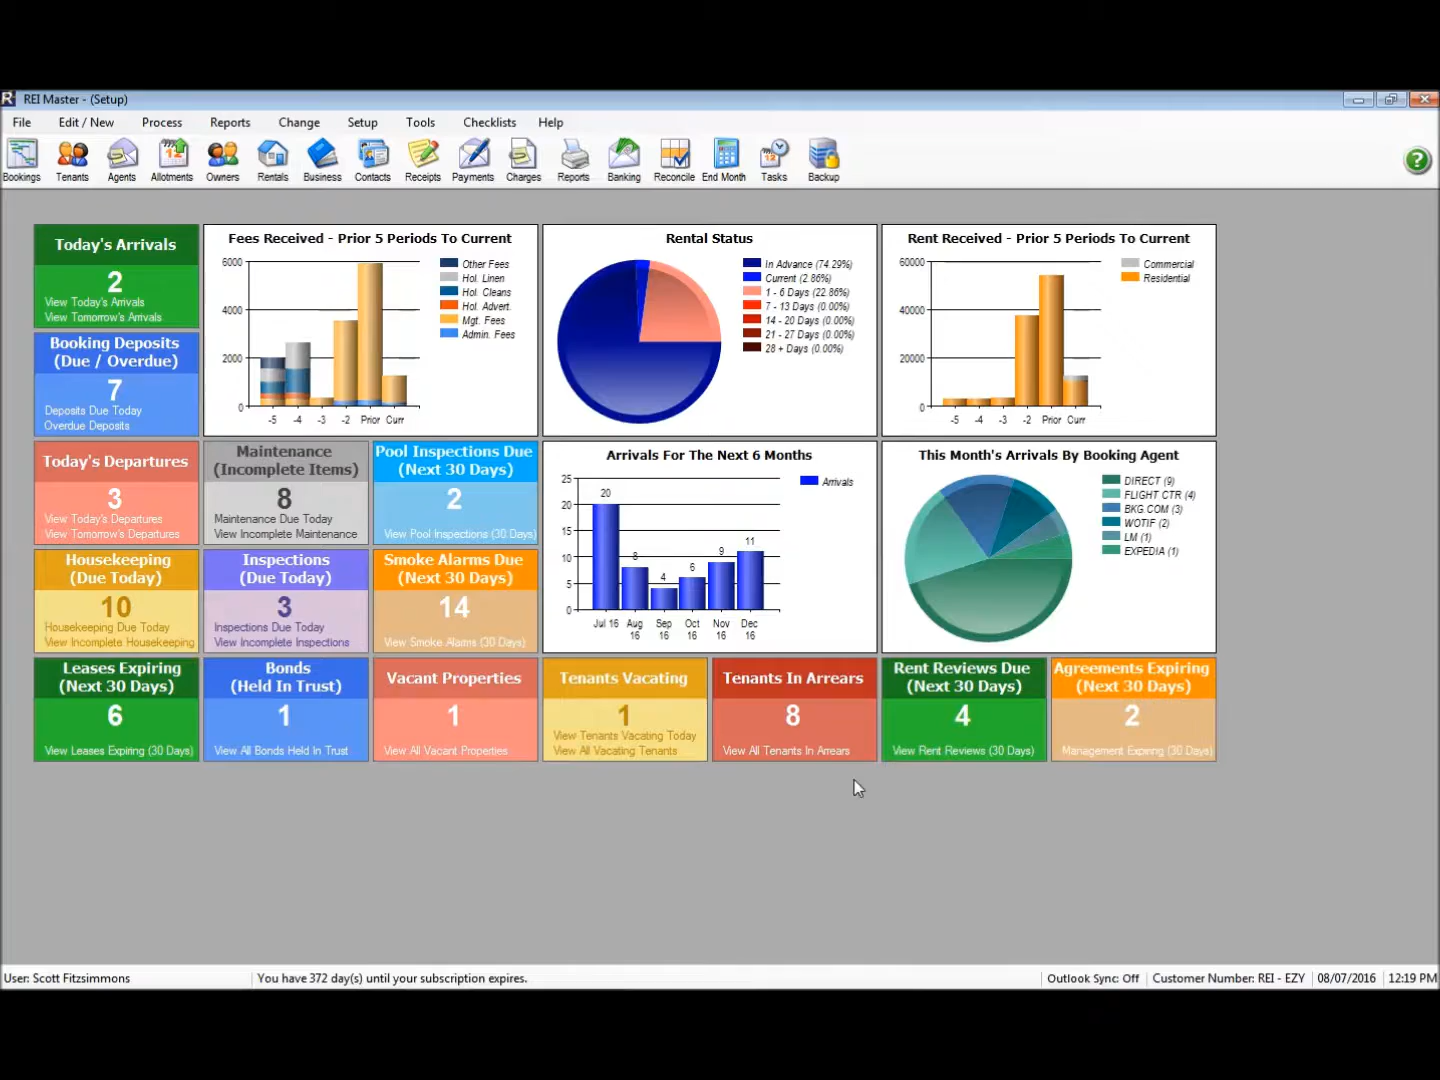 REI Master - (Setup)
File Edit / New Process Reports Change Setup Tools Checklists Help
Bookings Tenants Agents Allotments Owners Rentals Business Contacts Receipts Payments Charges Reports Banking Reconcile End Month Tasks Backup
Today's Arrivals
2
View Today's Arrivals
View Tomorrow's Arrivals
Fees Received - Prior 5 Periods To Current
6000
4000
2000
0
-5 -4 -3 -2 Prior Curr
Other Fees
Hol. Linen
Hol. Cleans
Hol. Advert.
Mgt. Fees
Admin. Fees
Rental Status
In Advance (74.29%)
Current (2.86%)
1 - 6 Days (22.86%)
7 - 13 Days (0.00%)
14 - 20 Days (0.00%)
21 - 27 Days (0.00%)
28 + Days (0.00%)
Rent Received - Prior 5 Periods To Current
60000
40000
20000
0
-5 -4 -3 -2 Prior Curr
Commercial
Residential
Booking Deposits
(Due / Overdue)
7
Deposits Due Today
Overdue Deposits
Today's Departures
3
View Today's Departures
View Tomorrow's Departures
Maintenance
(Incomplete Items)
8
Maintenance Due Today
View Incomplete Maintenance
Pool Inspections Due
(Next 30 Days)
2
View Pool Inspections (30 Days)
Arrivals For The Next 6 Months
25
20
15
10
5
0
20
8
4
6
9
11
Jul 16
Aug 16
Sep 16
Oct 16
Nov 16
Dec 16
Arrivals
This Month's Arrivals By Booking Agent
DIRECT (9)
FLIGHT CTR (4)
BKG.COM (3)
WOTIF (2)
LM (1)
EXPEDIA (1)
Housekeeping
(Due Today)
10
Housekeeping Due Today
View Incomplete Housekeeping
Inspections
(Due Today)
3
Inspections Due Today
View Incomplete Inspections
Smoke Alarms Due
(Next 30 Days)
14
View Smoke Alarms (30 Days)
Leases Expiring
(Next 30 Days)
6
View Leases Expiring (30 Days)
Bonds
(Held In Trust)
1
View All Bonds Held In Trust
Vacant Properties
1
View All Vacant Properties
Tenants Vacating
1
View Tenants Vacating Today
View All Vacating Tenants
Tenants In Arrears
8
View All Tenants In Arrears
Rent Reviews Due
(Next 30 Days)
4
View Rent Reviews (30 Days)
Agreements Expiring
(Next 30 Days)
2
Management Expiring (30 Days)
User: Scott Fitzsimmons You have 372 day(s) until your subscription expires. Outlook Sync: Off Customer Number: REI - EZY 08/07/2016 12:19 PM